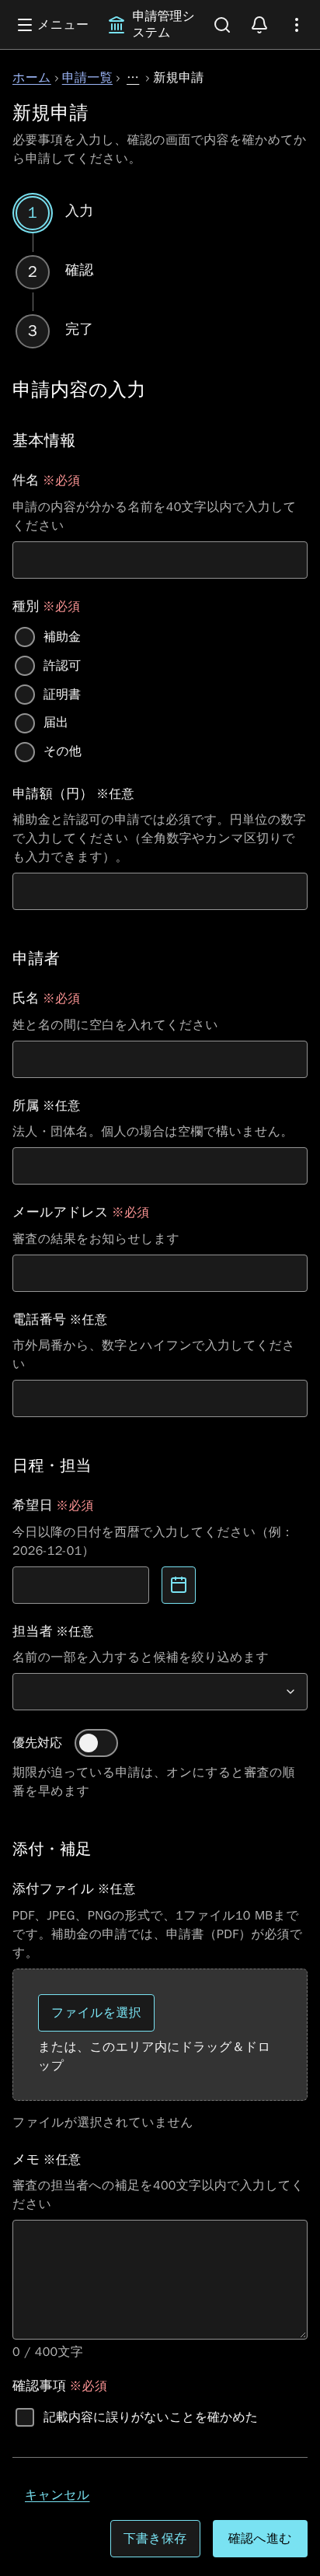 メニュー
申請管理シ
ステム
ホーム › 申請一覧 › … › 新規申請
新規申請
必要事項を入力し、確認の画面で内容を確かめてか
ら申請してください。
1 入力
2 確認
3 完了
申請内容の入力
基本情報
件名 ※必須
申請の内容が分かる名前を40文字以内で入力して
ください
種別 ※必須
補助金
許認可
証明書
届出
その他
申請額（円） ※任意
補助金と許認可の申請では必須です。円単位の数字
で入力してください（全角数字やカンマ区切りで
も入力できます）。
申請者
氏名 ※必須
姓と名の間に空白を入れてください
所属 ※任意
法人・団体名。個人の場合は空欄で構いません。
メールアドレス ※必須
審査の結果をお知らせします
電話番号 ※任意
市外局番から、数字とハイフンで入力してくださ
い
日程・担当
希望日 ※必須
今日以降の日付を西暦で入力してください（例：
2026-12-01）
担当者 ※任意
名前の一部を入力すると候補を絞り込めます
優先対応
期限が迫っている申請は、オンにすると審査の順
番を早めます
添付・補足
添付ファイル ※任意
PDF、JPEG、PNGの形式で、1ファイル10 MBまで
です。補助金の申請では、申請書（PDF）が必須で
す。
ファイルを選択
または、このエリア内にドラッグ＆ドロ
ップ
ファイルが選択されていません
メモ ※任意
審査の担当者への補足を400文字以内で入力してく
ださい
0 / 400文字
確認事項 ※必須
記載内容に誤りがないことを確かめた
キャンセル
下書き保存
確認へ進む